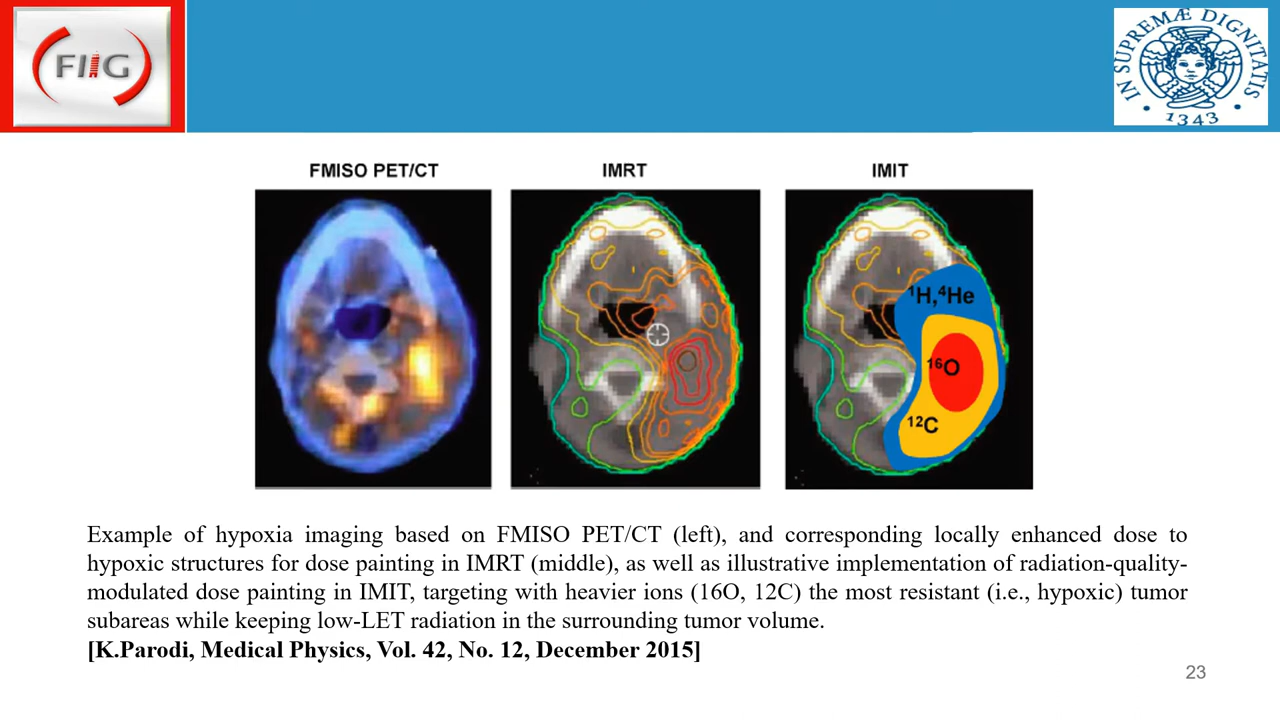 FIIG
IN SUPREMÆ DIGNITATIS
• 1343 •
FMISO PET/CT
IMRT
IMIT
¹H,⁴He
¹⁶O
¹²C
Example of hypoxia imaging based on FMISO PET/CT (left), and corresponding locally enhanced dose to
hypoxic structures for dose painting in IMRT (middle), as well as illustrative implementation of radiation-quality-
modulated dose painting in IMIT, targeting with heavier ions (16O, 12C) the most resistant (i.e., hypoxic) tumor
subareas while keeping low-LET radiation in the surrounding tumor volume.
[K.Parodi, Medical Physics, Vol. 42, No. 12, December 2015]
23